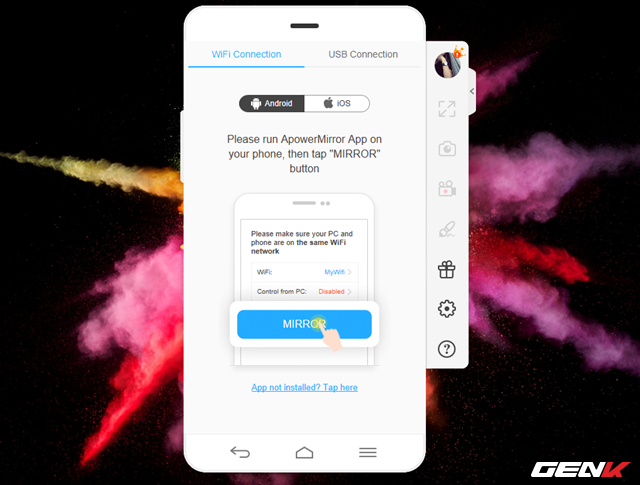 WiFi Connection
USB Connection
Android
iOS
Please run ApowerMirror App on
your phone, then tap "MIRROR"
button
Please make sure your PC and
phone are on the same WiFi
network
WiFi: MyWifi >
Control from PC: Disabled >
MIRROR
App not installed? Tap here
GENK